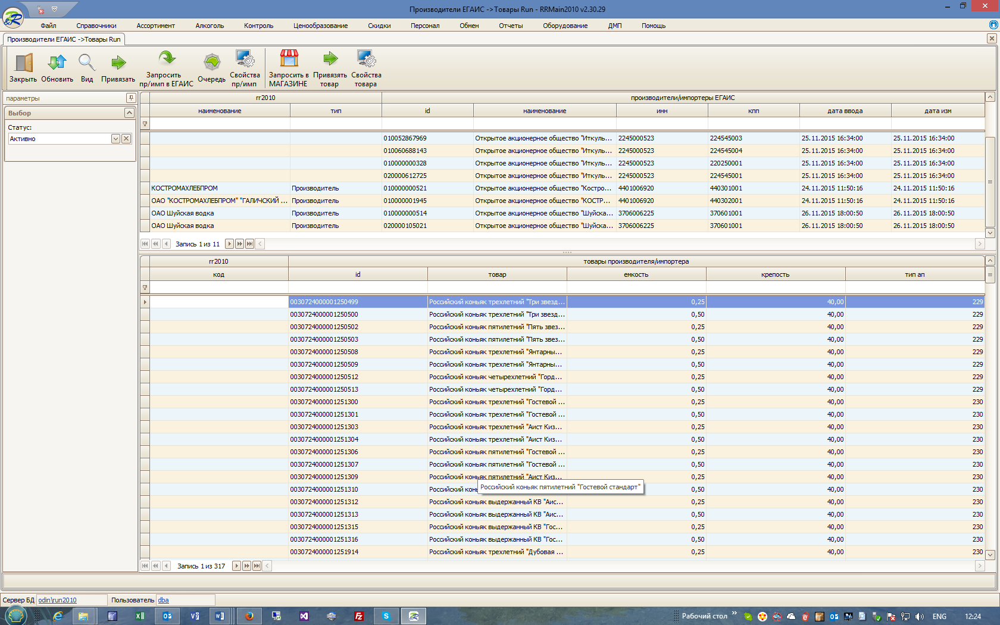 Производители ЕГАИС ->Товары Run - RRMain2010 v2.30.29
Файл Справочники Ассортимент Алкоголь Контроль Ценообразование Скидки Персонал Обмен Отчеты Оборудование ДМП Помощь
Производители ЕГАИС ->Товары Run
Закрыть Обновить Вид Привязать Запросить пр/имп в ЕГАИС Очередь Свойства пр/имп Запросить в МАГАЗИНЕ Привязять товар Свойства товара
параметры
Выбор
Статус:
Активно
rr2010 производители/импортеры ЕГАИС
наименование тип id наименование инн кпп дата ввода дата изм
010052867969 Открытое акционерное общество "Иткуль... 2245000523 224545003 25.11.2015 16:34:00 25.11.2015 16:34:00
010060688143 Открытое акционерное общество "Иткуль... 2245000523 224545004 25.11.2015 16:34:00 25.11.2015 16:34:00
010000000328 Открытое акционерное общество "Иткуль... 2245000523 220250001 25.11.2015 16:34:00 25.11.2015 16:34:00
020000612725 Открытое акционерное общество "Иткуль... 2245000523 224545001 25.11.2015 16:34:00 25.11.2015 16:34:00
КОСТРОМАХЛЕБПРОМ Производитель 010000000521 Открытое акционерное общество "Костро... 4401006920 440301001 24.11.2015 11:50:16 24.11.2015 11:50:16
ОАО "КОСТРОМАХЛЕБПРОМ" "ГАЛИЧСКИЙ ... Производитель 010000001945 Открытое акционерное общество "КОСТР... 4401006920 440302001 24.11.2015 11:50:16 24.11.2015 11:50:16
ОАО Шуйская водка Производитель 010000000514 Открытое акционерное общество "Шуйска... 3706006225 370601001 26.11.2015 18:00:50 26.11.2015 18:00:50
ОАО Шуйская водка Производитель 020000105021 Открытое акционерное общество "Шуйска... 3706006225 370601001 26.11.2015 18:00:50 26.11.2015 18:00:50
Запись 1 из 11
rr2010 товары производителя/импортера
код id товар емкость крепость тип ап
0030724000001250499 Российский коньяк трехлетний "Три звезд... 0,25 40,00 229
0030724000001250500 Российский коньяк трехлетний "Три звезд... 0,50 40,00 229
0030724000001250502 Российский коньяк пятилетний "Пять звез... 0,25 40,00 229
0030724000001250503 Российский коньяк пятилетний "Пять звез... 0,50 40,00 229
0030724000001250508 Российский коньяк трехлетний "Янтарны... 0,25 40,00 229
0030724000001250509 Российский коньяк трехлетний "Янтарны... 0,50 40,00 229
0030724000001250512 Российский коньяк четырехлетний "Горд... 0,25 40,00 229
0030724000001250513 Российский коньяк четырехлетний "Горд... 0,50 40,00 229
0030724000001251300 Российский коньяк трехлетний "Гостевой ... 0,25 40,00 230
0030724000001251301 Российский коньяк трехлетний "Гостевой ... 0,50 40,00 230
0030724000001251303 Российский коньяк трехлетний "Аист Киз... 0,25 40,00 230
0030724000001251304 Российский коньяк трехлетний "Аист Киз... 0,50 40,00 230
0030724000001251306 Российский коньяк пятилетний "Гостевой ... 0,25 40,00 230
0030724000001251307 Российский коньяк пятилетний "Гостевой ... 0,50 40,00 230
0030724000001251309 Российский коньяк пятилетний "Аист Киз... 0,25 40,00 230
0030724000001251310 Российский конь 0,50 40,00 230
Российский коньяк пятилетний "Гостевой стандарт"
0030724000001251312 Российский коньяк выдержанный КВ "Аис... 0,25 40,00 230
0030724000001251313 Российский коньяк выдержанный КВ "Аис... 0,50 40,00 230
0030724000001251315 Российский коньяк выдержанный КВ "Гос... 0,25 40,00 230
0030724000001251316 Российский коньяк выдержанный КВ "Гос... 0,50 40,00 230
0030724000001251914 Российский коньяк трехлетний "Дубовая ... 0,25 40,00 230
Запись 1 из 317
Сервер БД odin\run2010 Пользователь dba
Рабочий стол » ENG 12:24